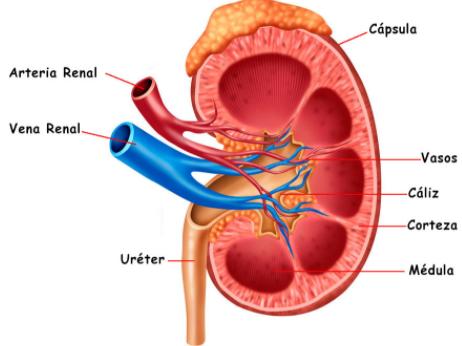 Cápsula
Arteria Renal
Vena Renal
Vasos
Cáliz
Corteza
Uréter
Médula